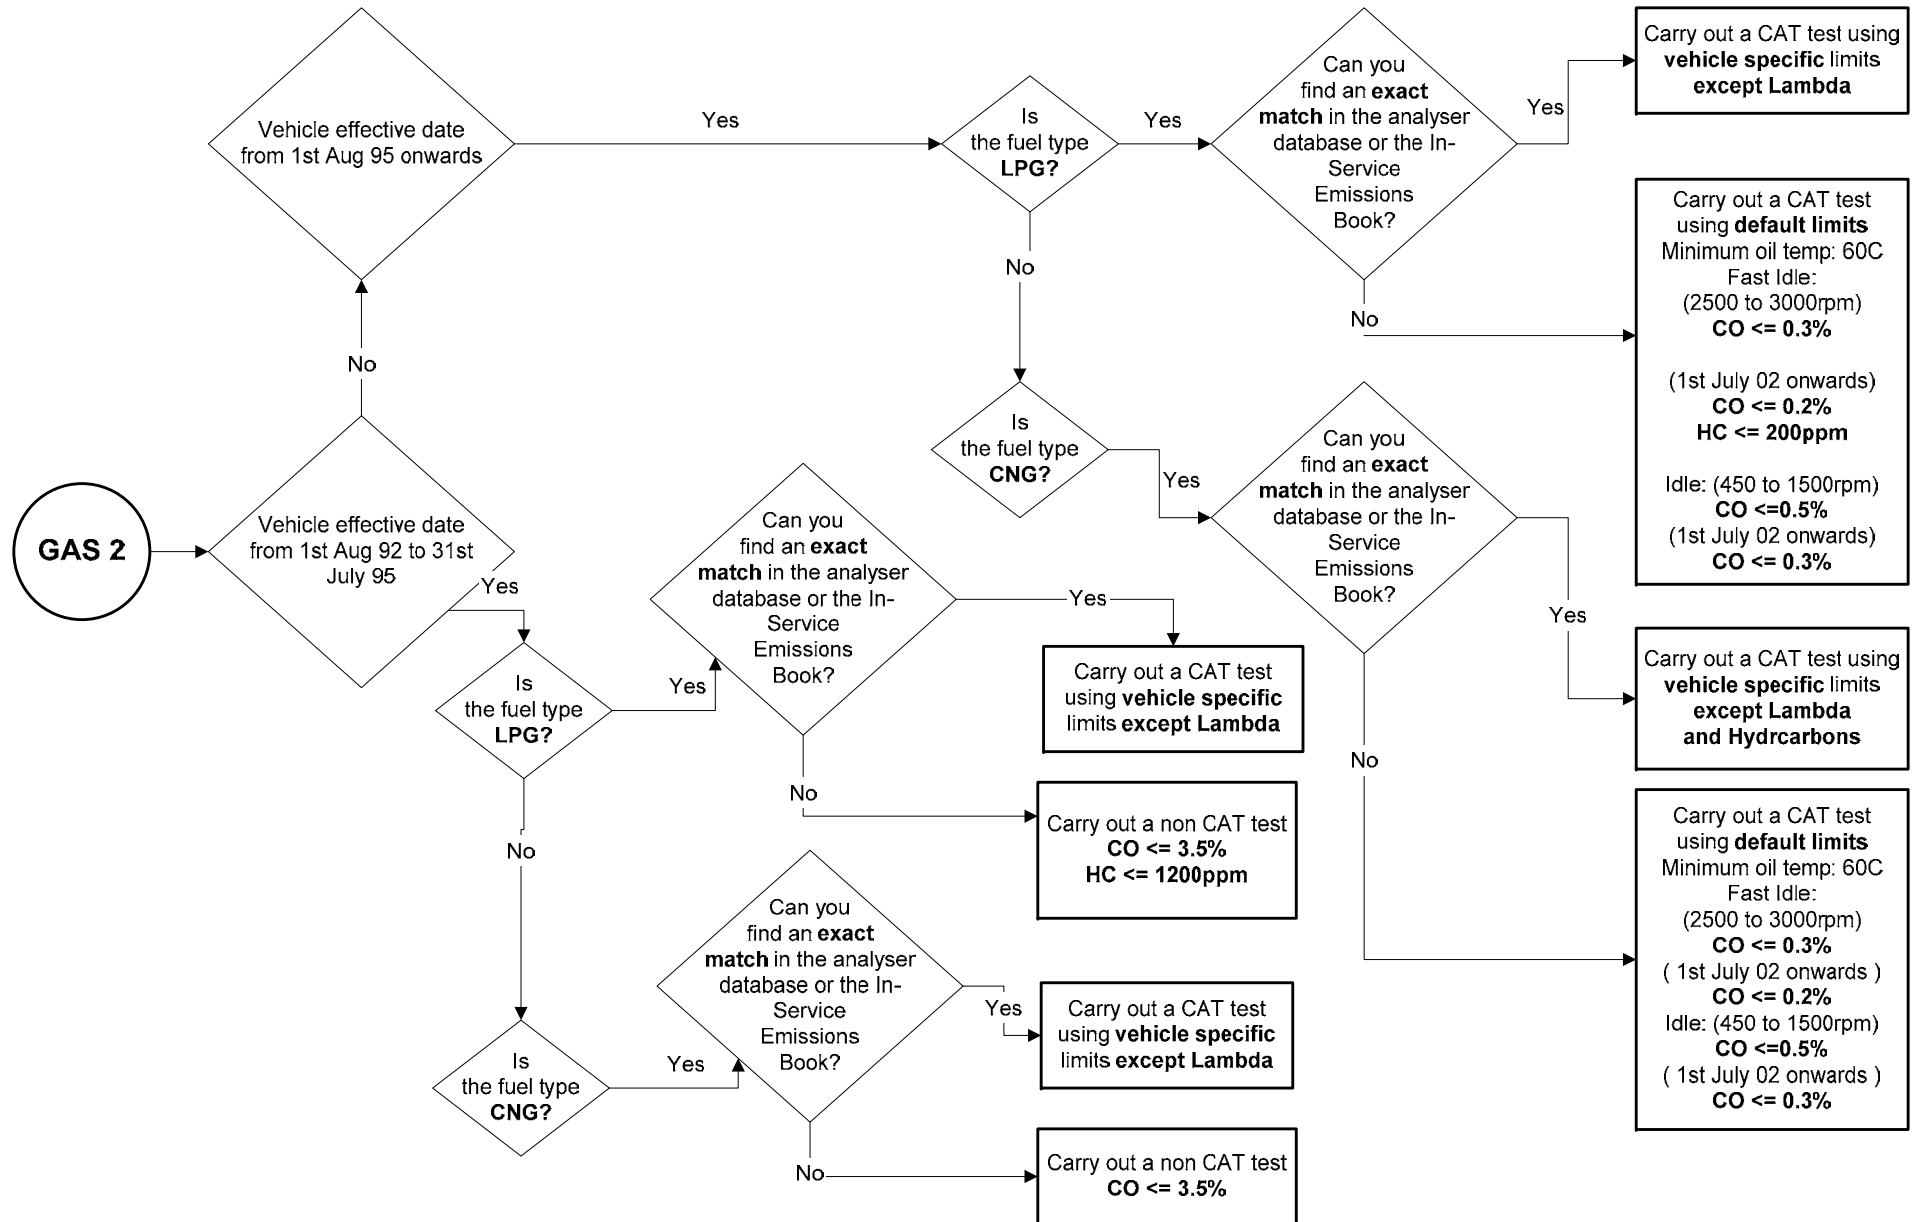 GAS 2
Vehicle effective date
from 1st Aug 92 to 31st
July 95
No
Yes
Vehicle effective date
from 1st Aug 95 onwards
Yes
Is
the fuel type
LPG?
Yes
No
Can you
find an exact
match in the analyser
database or the In-
Service
Emissions
Book?
Yes
No
Carry out a CAT test using
vehicle specific limits
except Lambda
Carry out a CAT test
using default limits
Minimum oil temp: 60C
Fast Idle:
(2500 to 3000rpm)
CO <= 0.3%
(1st July 02 onwards)
CO <= 0.2%
HC <= 200ppm
Idle: (450 to 1500rpm)
CO <=0.5%
(1st July 02 onwards)
CO <= 0.3%
Is
the fuel type
CNG?
Yes
Can you
find an exact
match in the analyser
database or the In-
Service
Emissions
Book?
Yes
No
Carry out a CAT test using
vehicle specific limits
except Lambda
and Hydrcarbons
Carry out a CAT test
using default limits
Minimum oil temp: 60C
Fast Idle:
(2500 to 3000rpm)
CO <= 0.3%
( 1st July 02 onwards )
CO <= 0.2%
Idle: (450 to 1500rpm)
CO <=0.5%
( 1st July 02 onwards )
CO <= 0.3%
Is
the fuel type
LPG?
Yes
No
Can you
find an exact
match in the analyser
database or the In-
Service
Emissions
Book?
Yes
No
Carry out a CAT test
using vehicle specific
limits except Lambda
Carry out a non CAT test
CO <= 3.5%
HC <= 1200ppm
Is
the fuel type
CNG?
Yes
Can you
find an exact
match in the analyser
database or the In-
Service
Emissions
Book?
Yes
No
Carry out a CAT test
using vehicle specific
limits except Lambda
Carry out a non CAT test
CO <= 3.5%